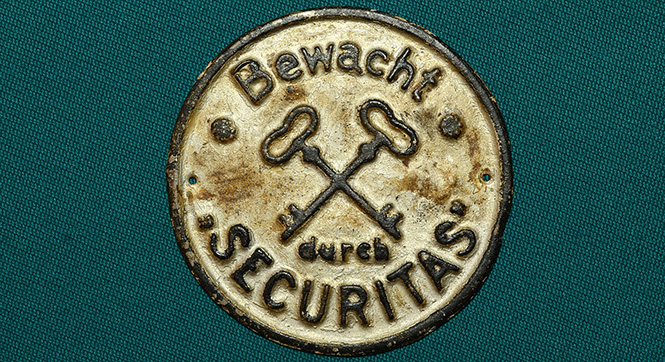 Bewacht
durch
„SECURITAS”